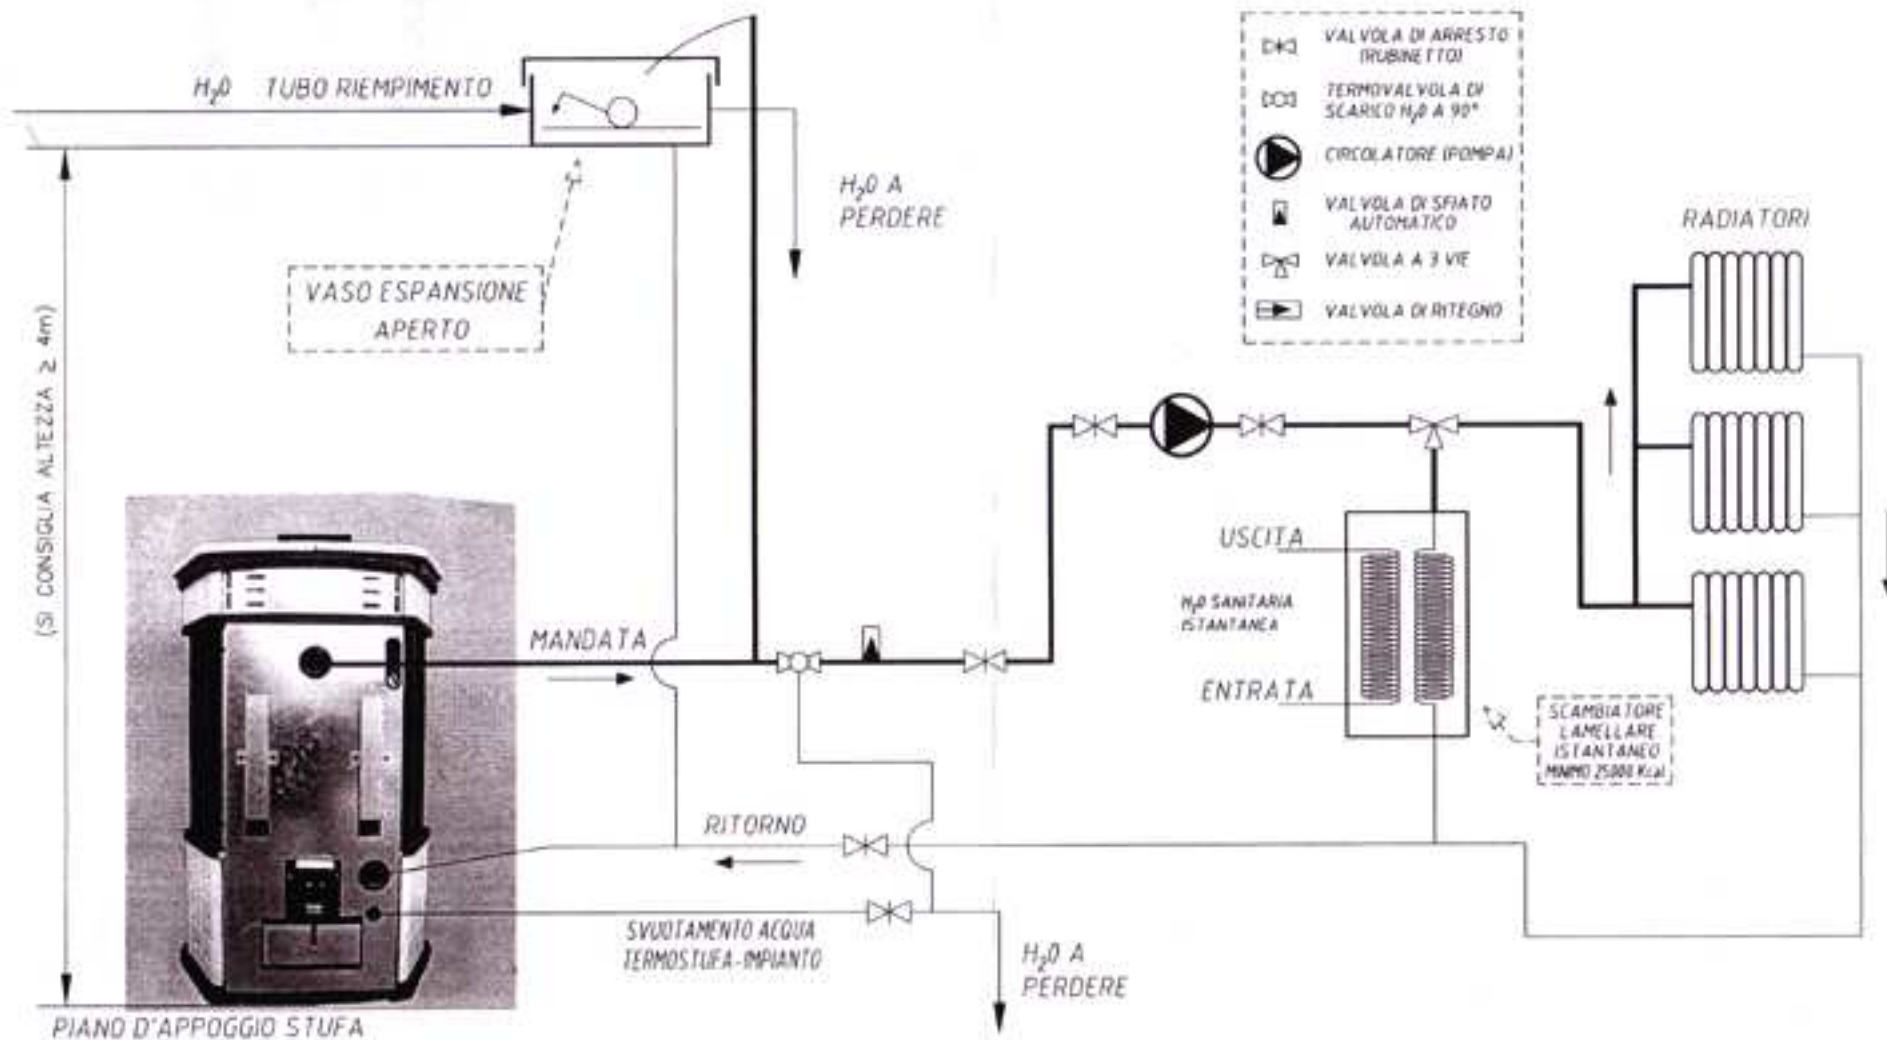 H₂O TUBO RIEMPIMENTO
H₂O A
PERDERE
VASO ESPANSIONE
APERTO
(SI CONSIGLIA ALTEZZA ≥ 4m)
VALVOLA DI ARRESTO
(RUBINETTO)
TERMOVALVOLA DI
SCARICO H₂O A 90°
CIRCOLATORE (POMPA)
VALVOLA DI SFIATO
AUTOMATICO
VALVOLA A 3 VIE
VALVOLA DI RITEGNO
RADIATORI
MANDATA
USCITA
H₂O SANITARIA
ISTANTANEA
ENTRATA
SCAMBIATORE
LAMELLARE
ISTANTANEO
MINIMO 25000 Kcal
RITORNO
SVUOTAMENTO ACQUA
TERMOSTUFA-IMPIANTO
H₂O A
PERDERE
PIANO D'APPOGGIO STUFA